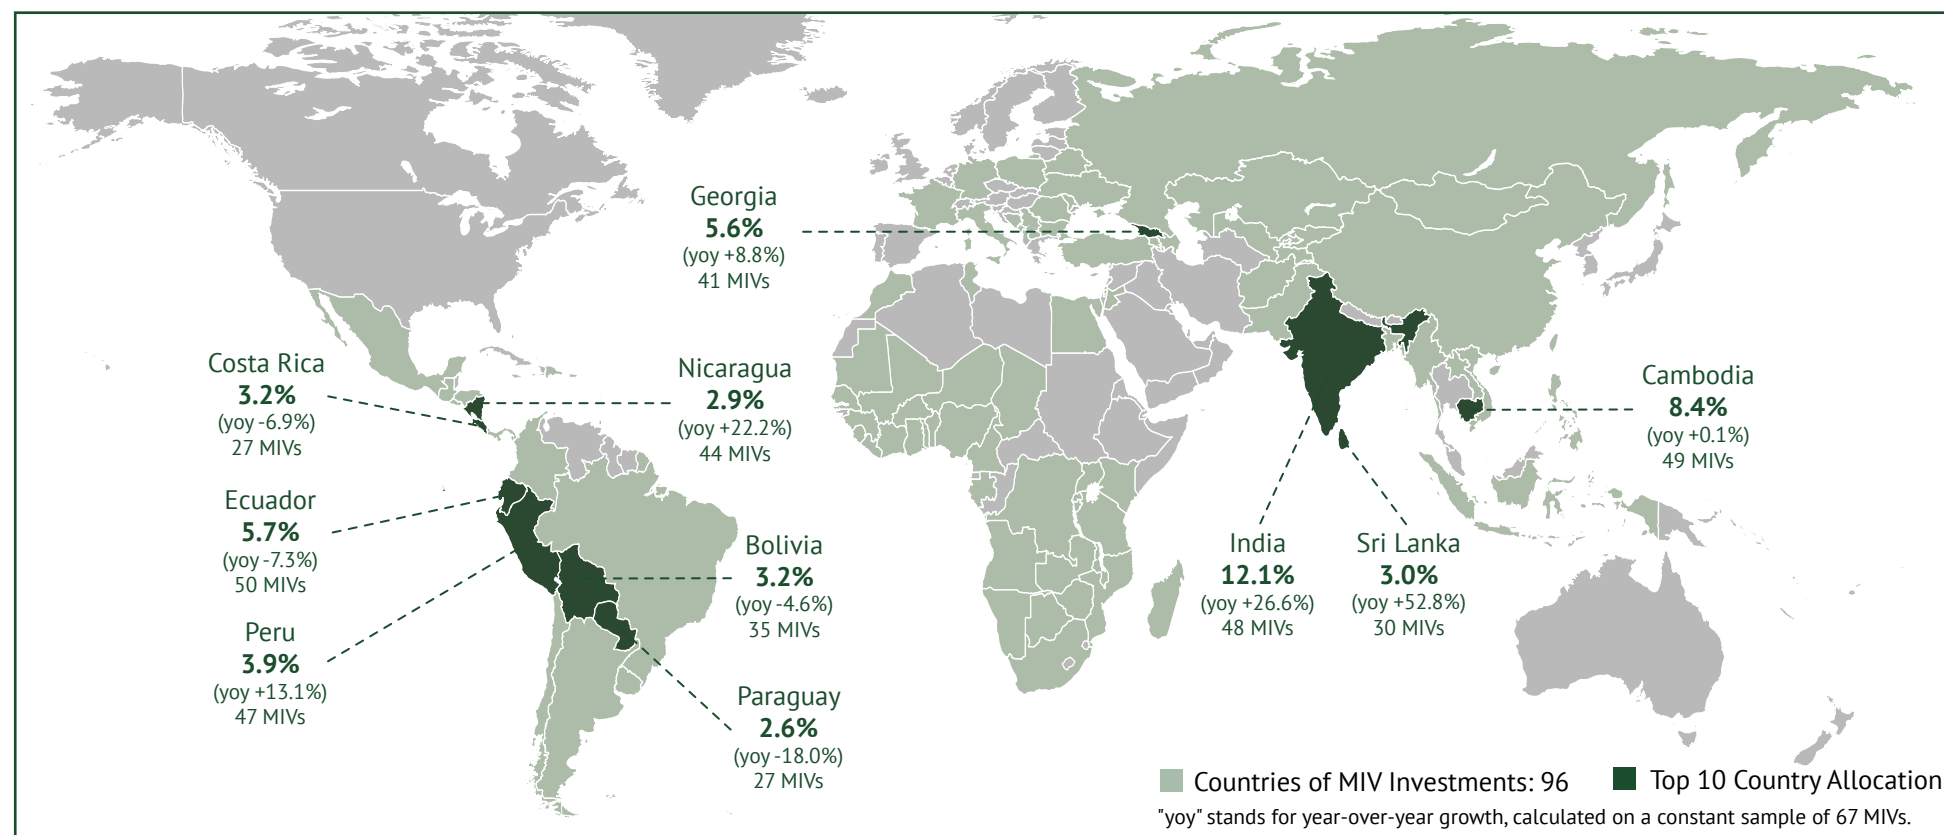 Georgia
5.6%
(yoy +8.8%)
41 MIVs
Costa Rica
3.2%
(yoy -6.9%)
27 MIVs
Nicaragua
2.9%
(yoy +22.2%)
44 MIVs
Cambodia
8.4%
(yoy +0.1%)
49 MIVs
Ecuador
5.7%
(yoy -7.3%)
50 MIVs
Bolivia
3.2%
(yoy -4.6%)
35 MIVs
India
12.1%
(yoy +26.6%)
48 MIVs
Sri Lanka
3.0%
(yoy +52.8%)
30 MIVs
Peru
3.9%
(yoy +13.1%)
47 MIVs
Paraguay
2.6%
(yoy -18.0%)
27 MIVs
Countries of MIV Investments: 96
Top 10 Country Allocation
"yoy" stands for year-over-year growth, calculated on a constant sample of 67 MIVs.